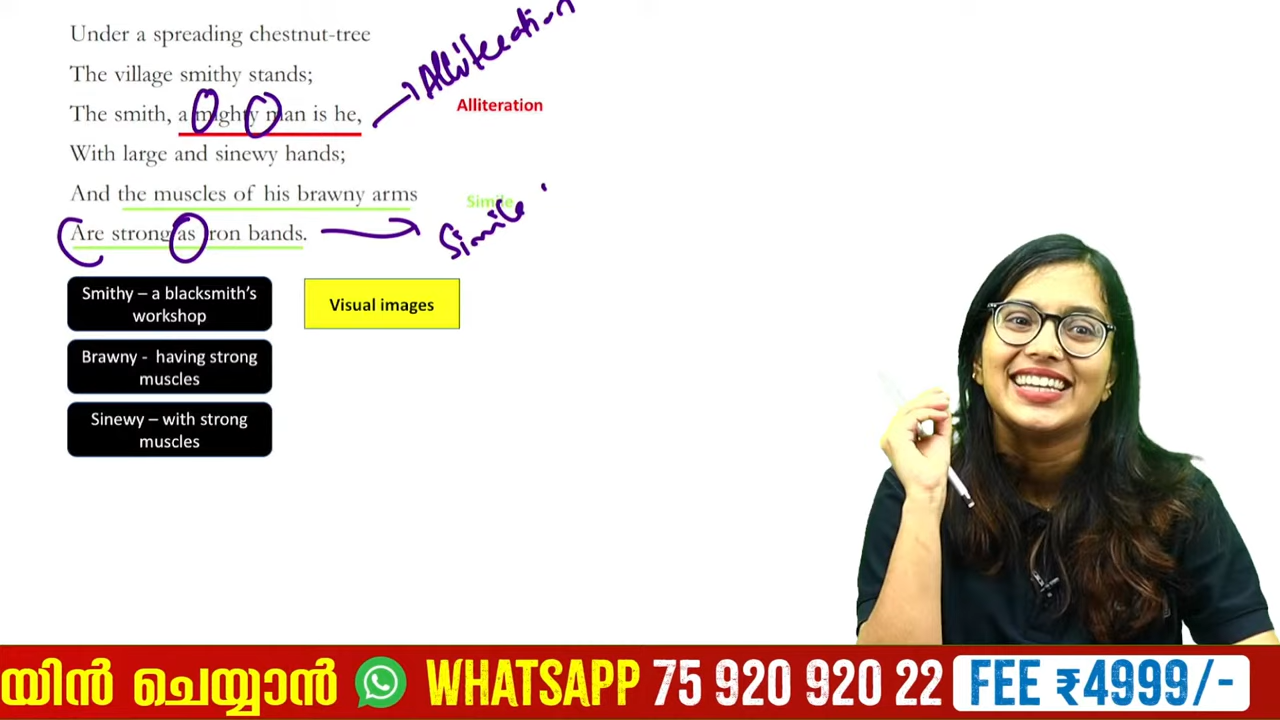 Under a spreading chestnut-tree
The village smithy stands;
The smith, a mighty man is he,
Alliteration
Alliteration
With large and sinewy hands;
And the muscles of his brawny arms
Simile
Are strong as iron bands.
Simile
Smithy – a blacksmith's
workshop
Visual images
Brawny - having strong
muscles
Sinewy – with strong
muscles
യിൻ ചെയ്യാൻ WHATSAPP 75 920 920 22 FEE ₹4999/-